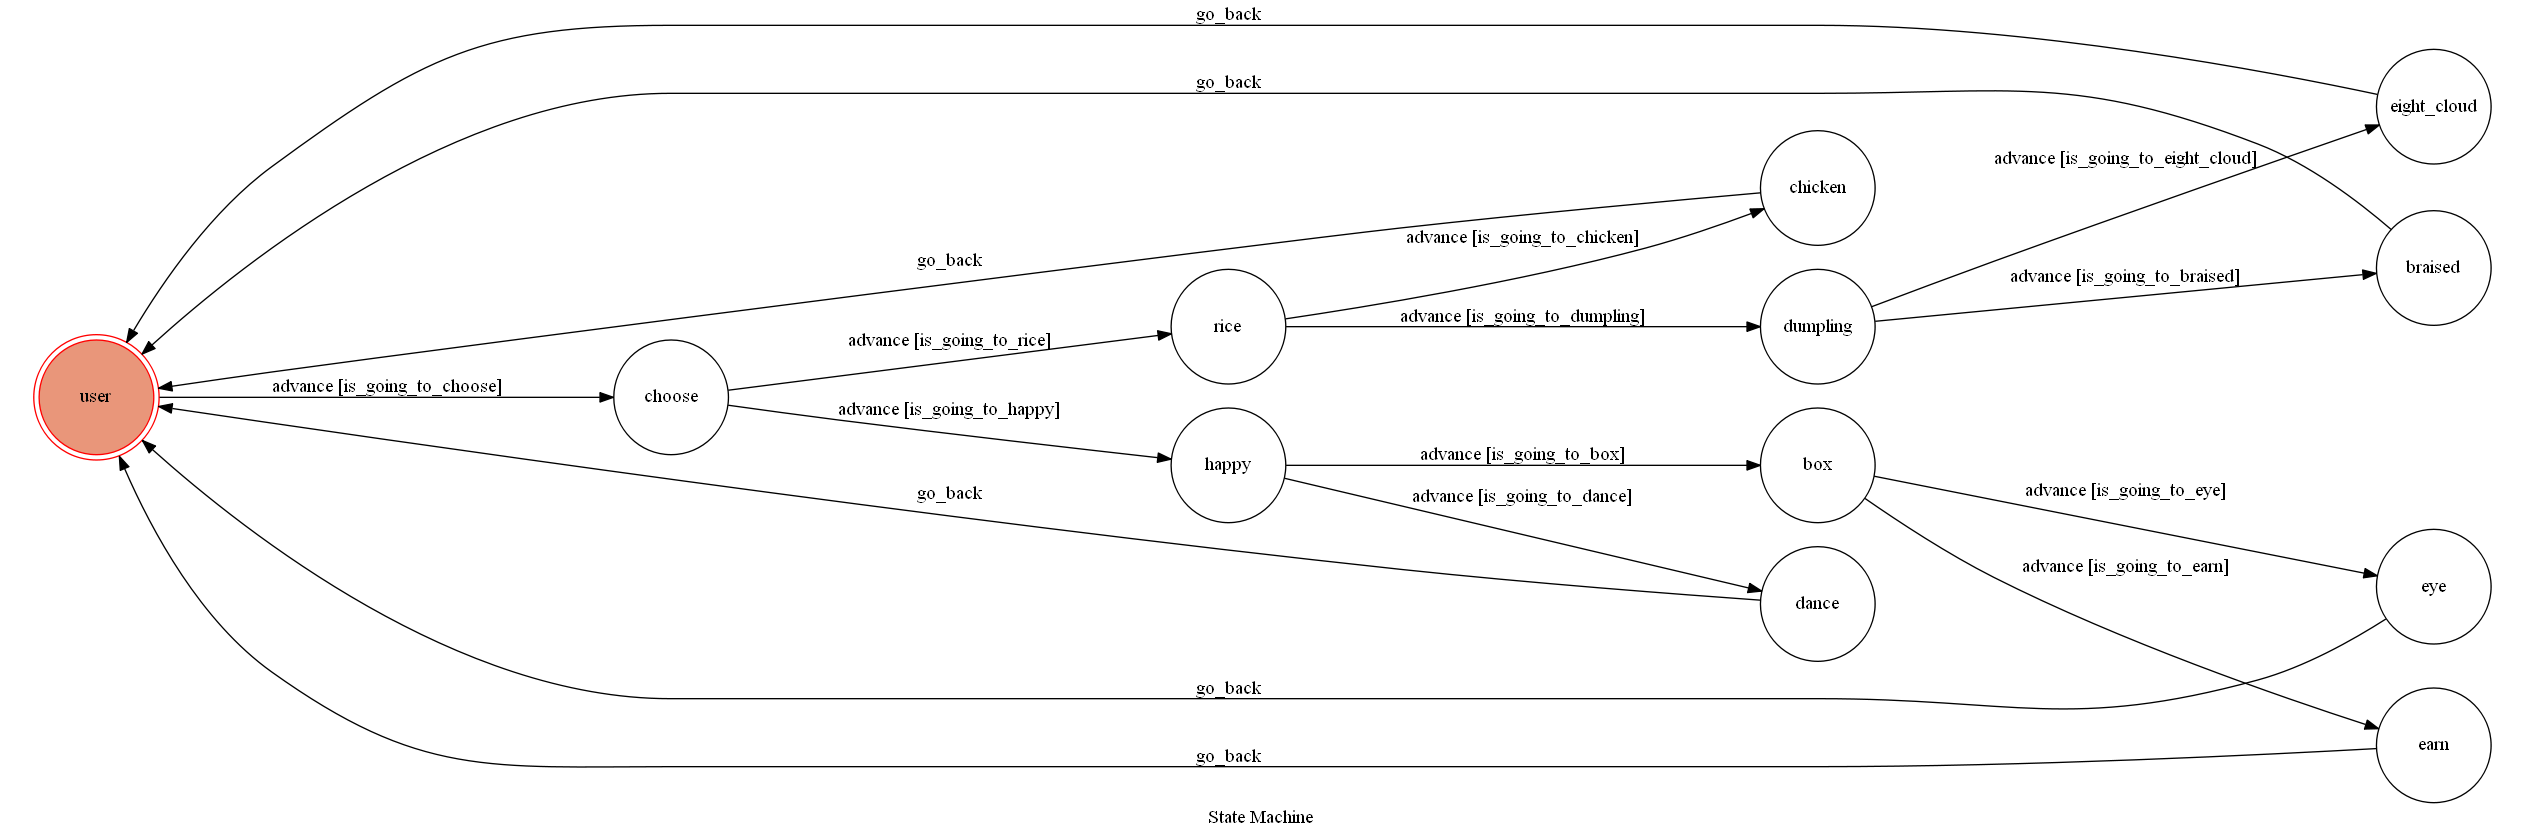 go_back
go_back
eight_cloud
advance [is_going_to_eight_cloud]
chicken
advance [is_going_to_chicken]
go_back
braised
advance [is_going_to_braised]
rice
advance [is_going_to_dumpling]
dumpling
advance [is_going_to_rice]
user
advance [is_going_to_choose]
choose
advance [is_going_to_happy]
happy
advance [is_going_to_box]
box
go_back
advance [is_going_to_dance]
advance [is_going_to_eye]
advance [is_going_to_earn]
eye
dance
go_back
earn
go_back
State Machine